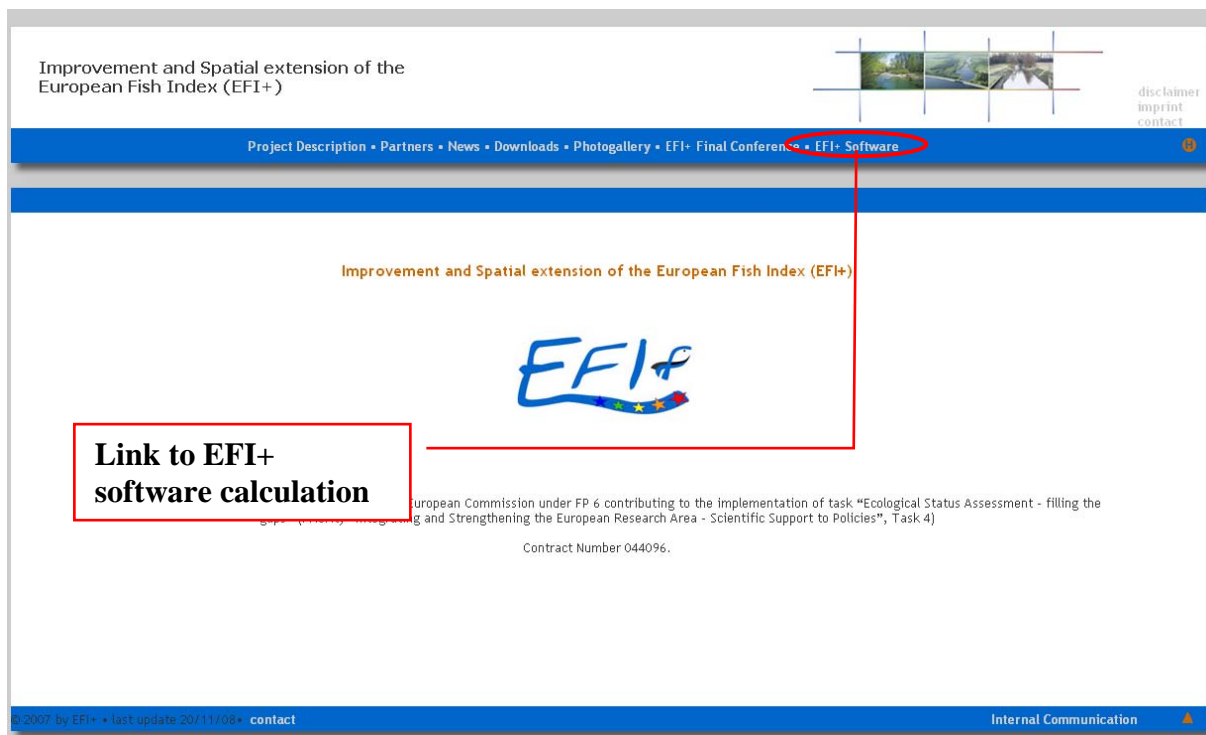 Improvement and Spatial extension of the
European Fish Index (EFI+)
disclaimer
imprint
contact
Project Description • Partners • News • Downloads • Photogallery • EFI+ Final Conference • EFI+ Software
H
Improvement and Spatial extension of the European Fish Index (EFI+)
EFI+
Link to EFI+
software calculation
European Commission under FP 6 contributing to the implementation of task “Ecological Status Assessment - filling the
and Strengthening the European Research Area - Scientific Support to Policies”, Task 4)
Contract Number 044096.
© 2007 by EFI+ • last update 20/11/08• contact
Internal Communication